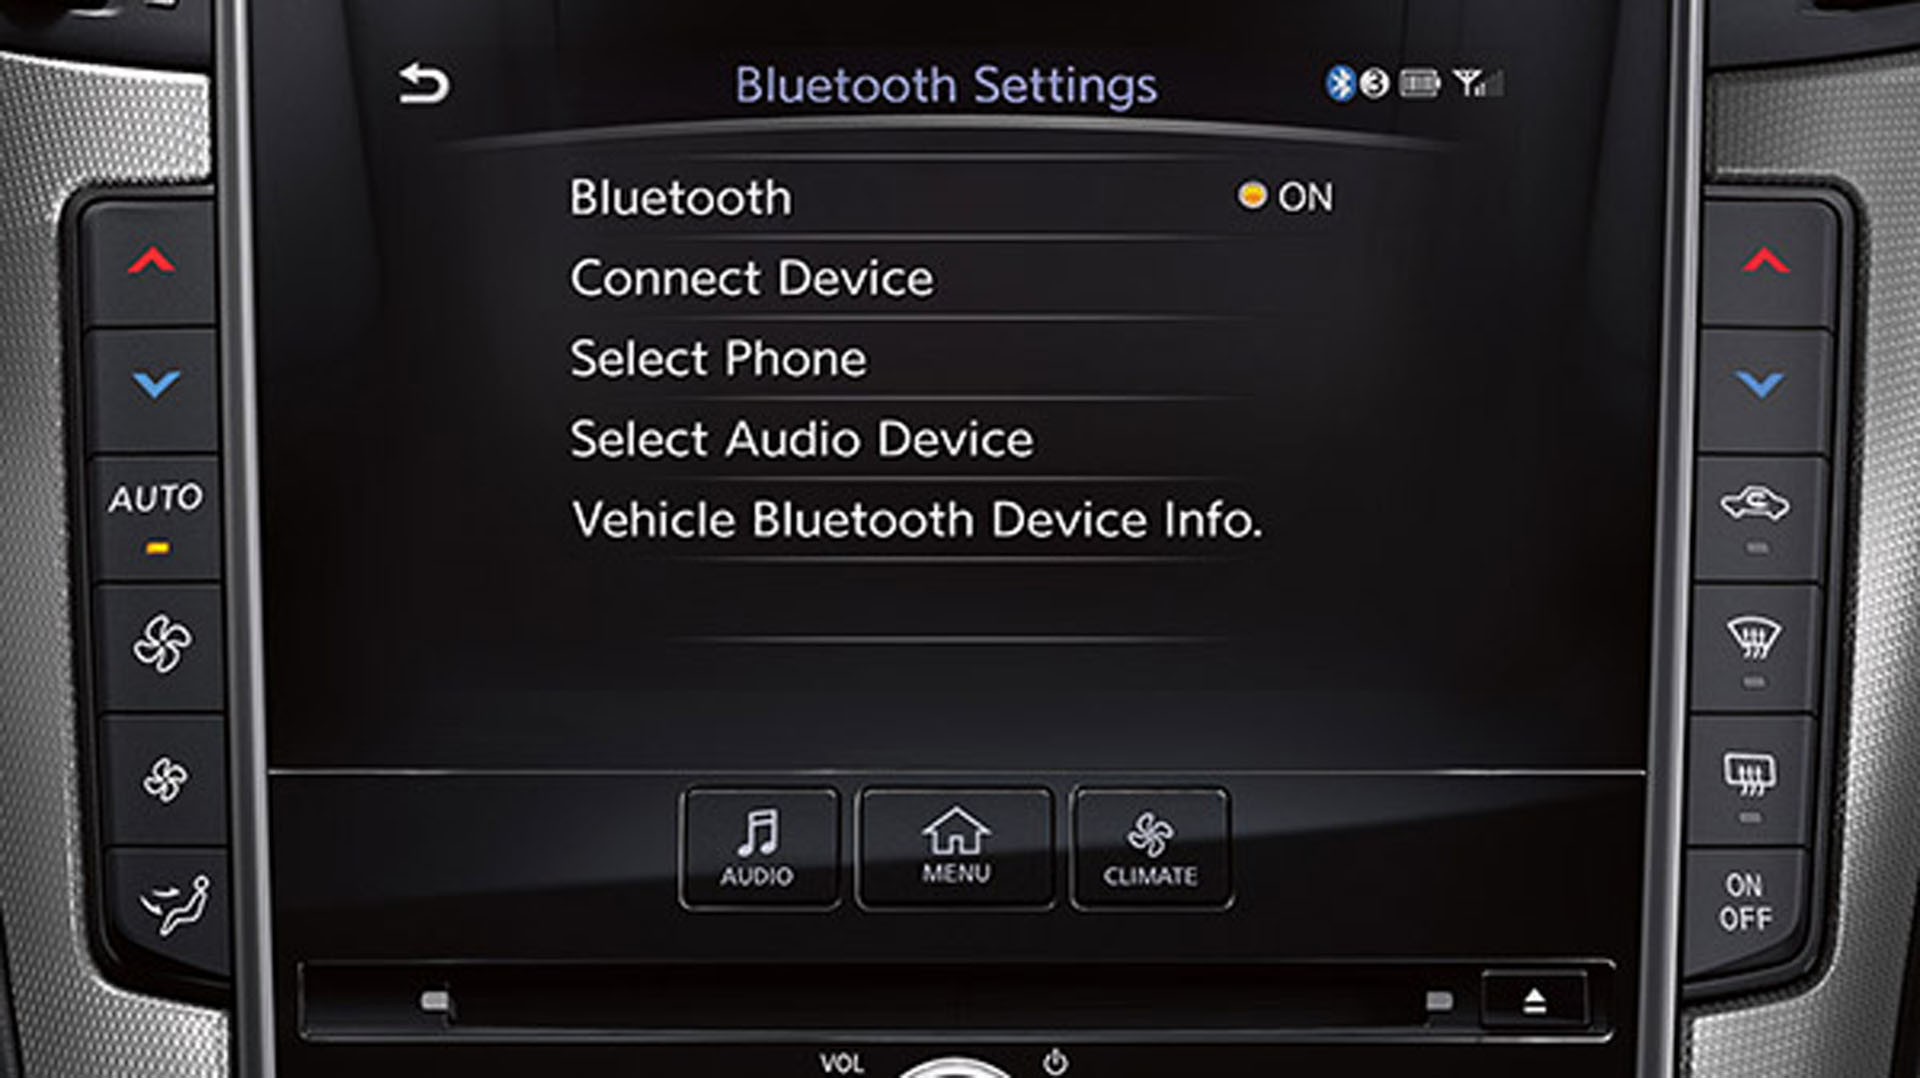 Bluetooth Settings
3
Bluetooth ON
Connect Device
Select Phone
Select Audio Device
Vehicle Bluetooth Device Info.
AUTO
AUDIO
MENU
CLIMATE
ON
OFF
VOL